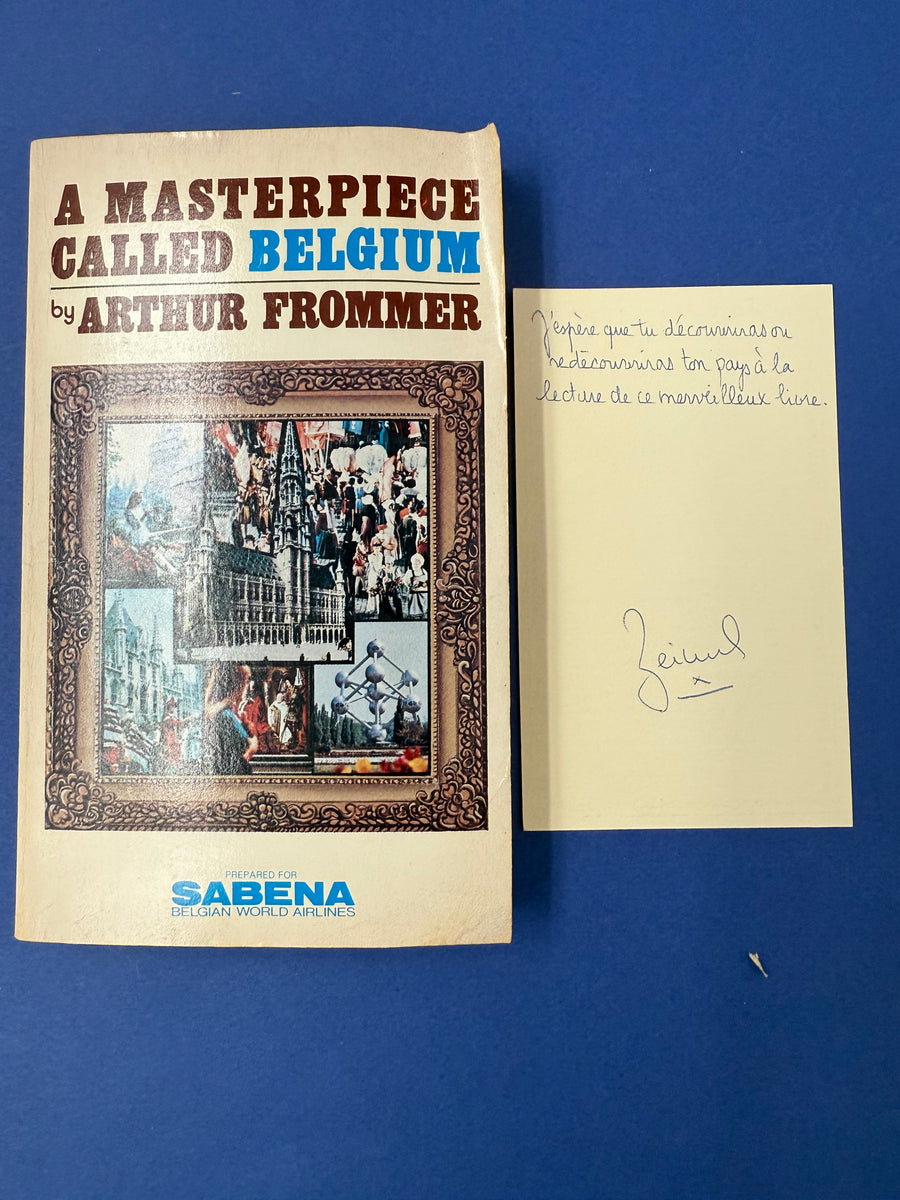 A MASTERPIECE
CALLED BELGIUM
by ARTHUR FROMMER
PREPARED FOR
SABENA
BELGIAN WORLD AIRLINES
J'espère que tu découvriras ou
redécouvriras ton pays à la
lecture de ce merveilleux livre.
x